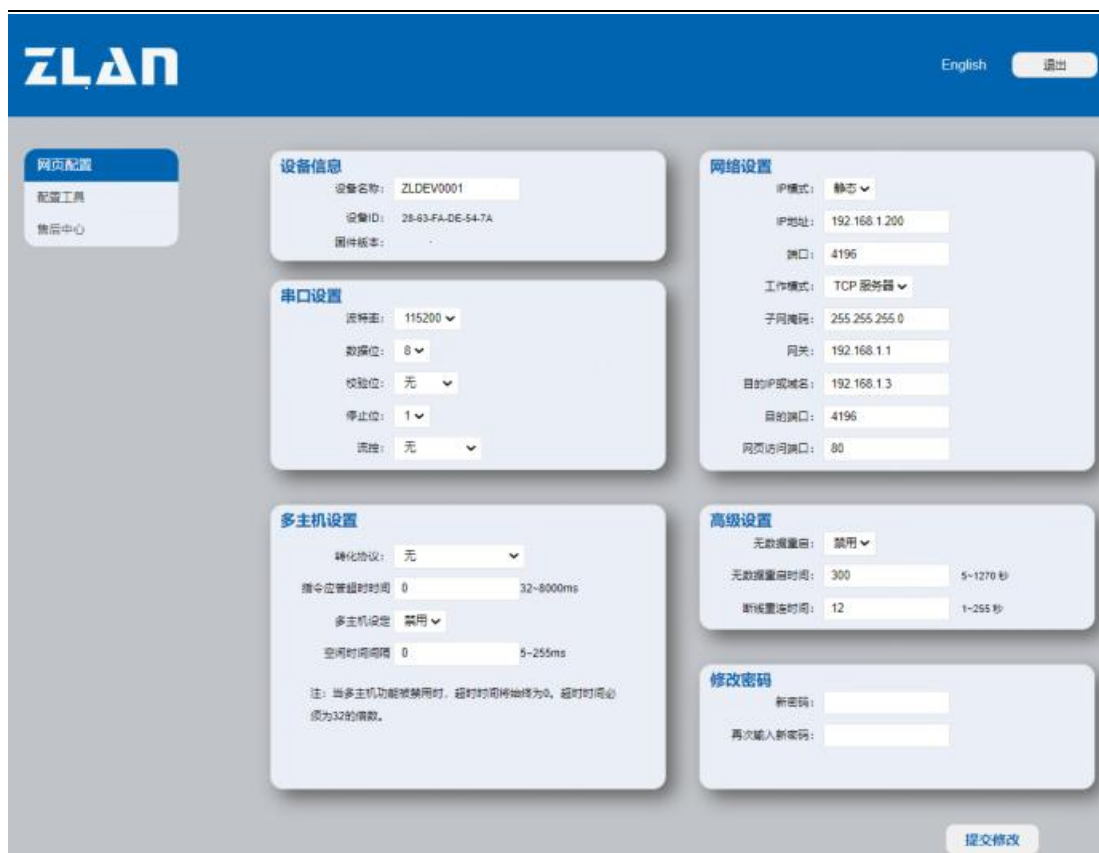 ZLAN
English
退出
网页配置
配置工具
售后中心
设备信息
设备名称: ZLDEV0001
设备ID: 28-63-FA-DE-54-7A
固件版本:
串口设置
波特率: 115200
数据位: 8
校验位: 无
停止位: 1
流控: 无
多主机设置
转化协议: 无
指令应答超时时间 0 32~8000ms
多主机设定 禁用
空闲时间间隔 0 5~255ms
注: 当多主机功能被禁用时, 超时时间将始终为0。超时时间必
须为32的倍数。
网络设置
IP模式: 静态
IP地址: 192.168.1.200
端口: 4196
工作模式: TCP 服务器
子网掩码: 255.255.255.0
网关: 192.168.1.1
目的IP或域名: 192.168.1.3
目的端口: 4196
网页访问端口: 80
高级设置
无数据重启: 禁用
无数据重启时间: 300 5~1270 秒
断线重连时间: 12 1~255 秒
修改密码
新密码:
再次输入新密码:
提交修改